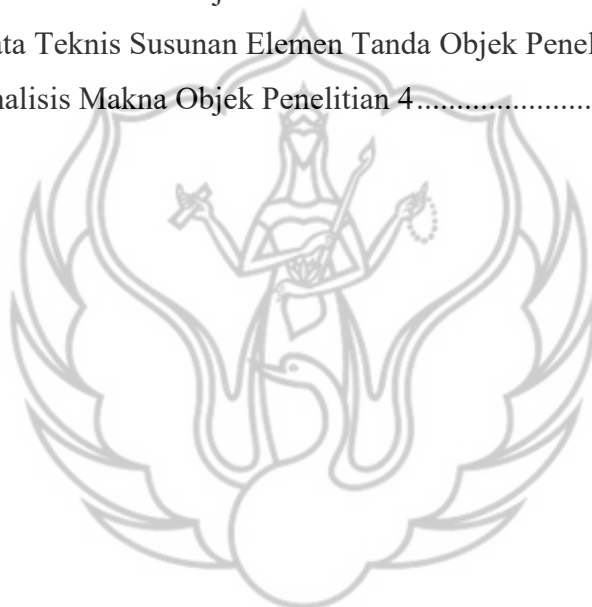 ata Teknis Susunan Elemen Tanda Objek Penel
nalisis Makna Objek Penelitian 4......................